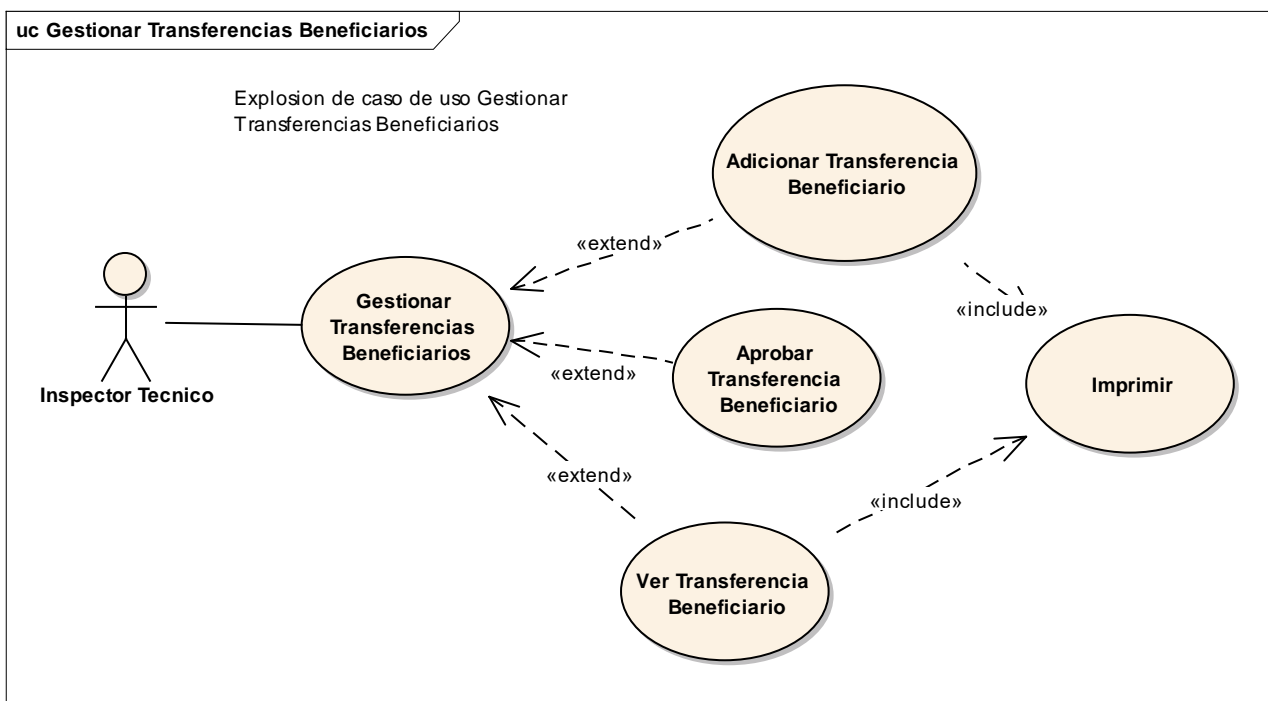 uc Gestionar Transferencias Beneficiarios
Explosion de caso de uso Gestionar
Transferencias Beneficiarios
Adicionar Transferencia
Beneficiario
«extend»
«include»
Gestionar
Transferencias
Beneficiarios
Inspector Tecnico
«extend»
Aprobar
Transferencia
Beneficiario
Imprimir
«extend»
«include»
Ver Transferencia
Beneficiario